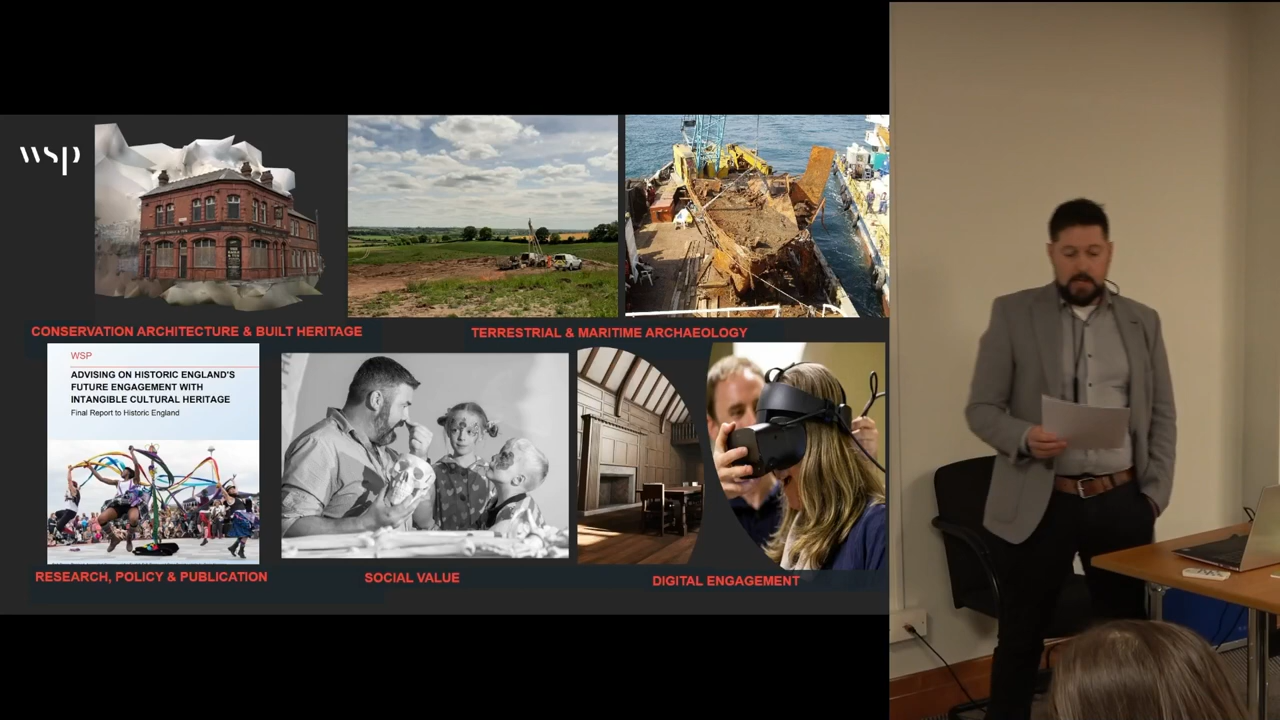 wsp
CONSERVATION ARCHITECTURE & BUILT HERITAGE
TERRESTRIAL & MARITIME ARCHAEOLOGY
WSP
ADVISING ON HISTORIC ENGLAND'S
FUTURE ENGAGEMENT WITH
INTANGIBLE CULTURAL HERITAGE
Final Report to Historic England
RESEARCH, POLICY & PUBLICATION
SOCIAL VALUE
DIGITAL ENGAGEMENT